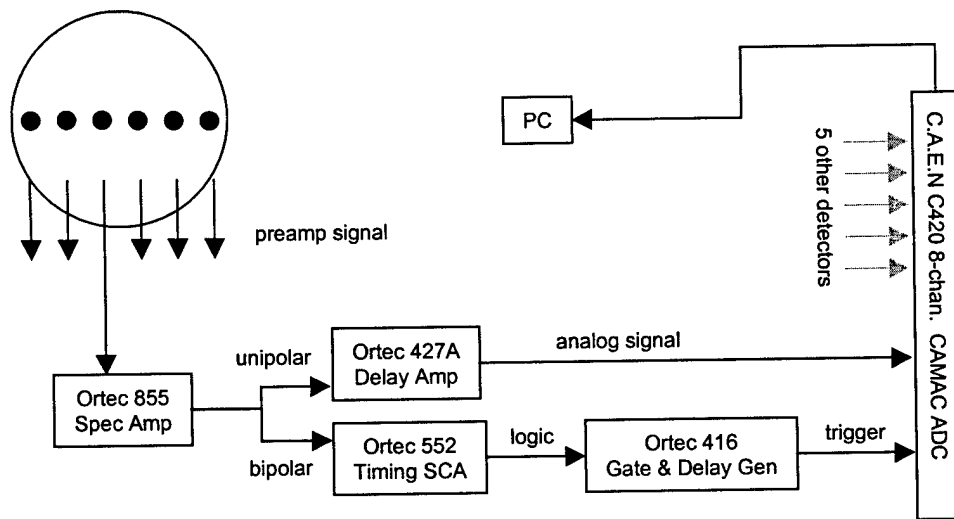 PC
preamp signal
5 other detectors
C.A.E.N C420 8-chan. CAMAC ADC
unipolar
Ortec 427A
Delay Amp
analog signal
Ortec 855
Spec Amp
bipolar
Ortec 552
Timing SCA
logic
Ortec 416
Gate & Delay Gen
trigger